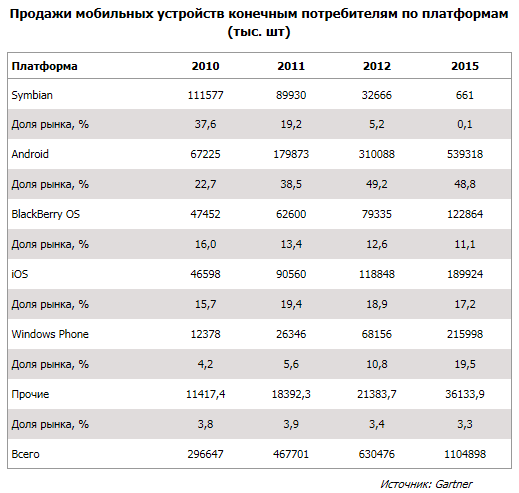 Продажи мобильных устройств конечным потребителям по платформам
(тыс. шт)
Платформа 2010 2011 2012 2015
Symbian 111577 89930 32666 661
Доля рынка, % 37,6 19,2 5,2 0,1
Android 67225 179873 310088 539318
Доля рынка, % 22,7 38,5 49,2 48,8
BlackBerry OS 47452 62600 79335 122864
Доля рынка, % 16,0 13,4 12,6 11,1
iOS 46598 90560 118848 189924
Доля рынка, % 15,7 19,4 18,9 17,2
Windows Phone 12378 26346 68156 215998
Доля рынка, % 4,2 5,6 10,8 19,5
Прочие 11417,4 18392,3 21383,7 36133,9
Доля рынка, % 3,8 3,9 3,4 3,3
Всего 296647 467701 630476 1104898
Источник: Gartner